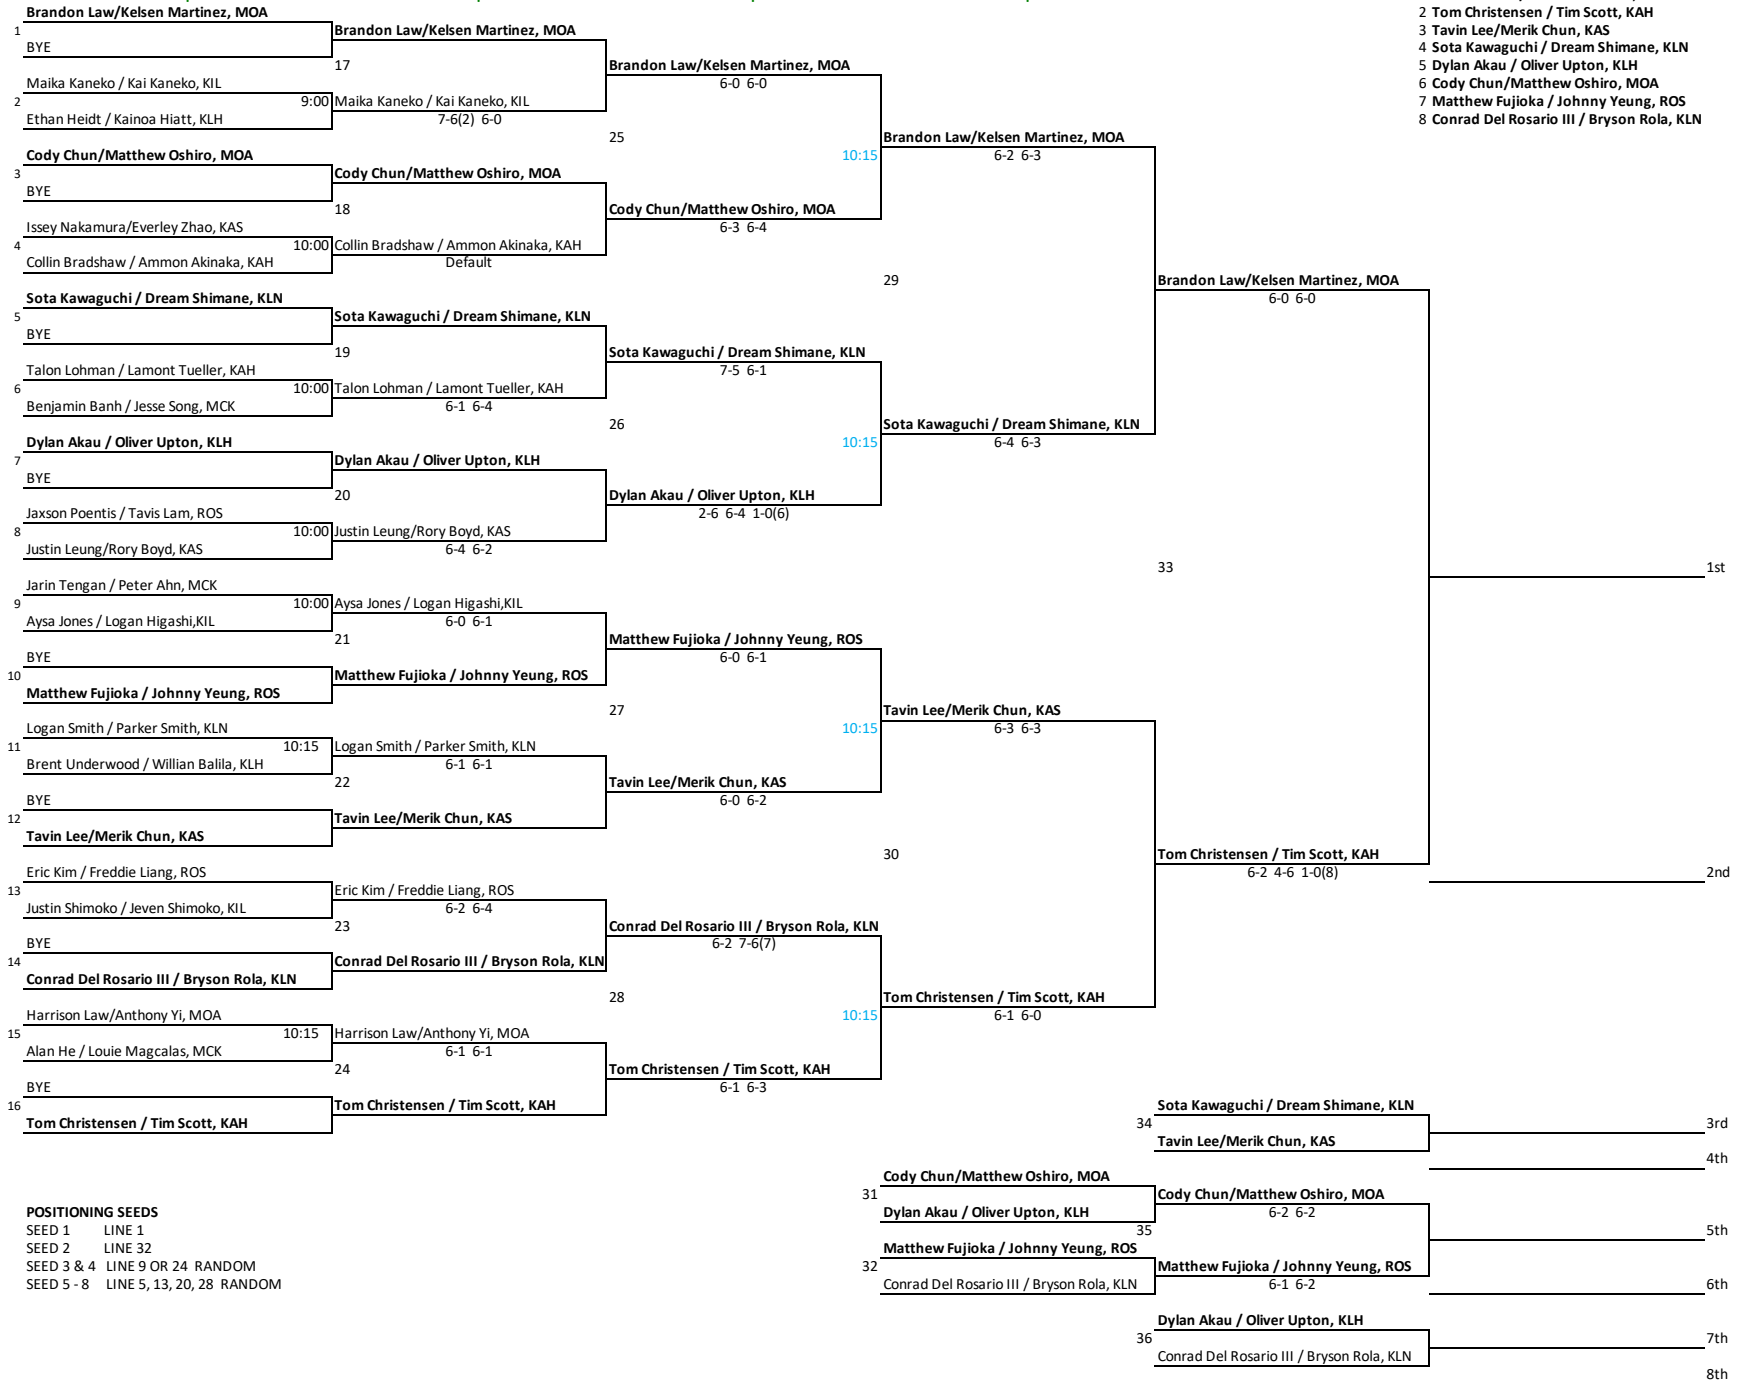 Brandon Law/Kelsen Martinez, MOA
2 Tom Christensen / Tim Scott, KAH
1
Brandon Law/Kelsen Martinez, MOA
3 Tavin Lee/Merik Chun, KAS
BYE
4 Sota Kawaguchi / Dream Shimane, KLN
17
Brandon Law/Kelsen Martinez, MOA
5 Dylan Akau / Oliver Upton, KLH
Maika Kaneko / Kai Kaneko, KIL
6-0 6-0
6 Cody Chun/Matthew Oshiro, MOA
2
9:00 Maika Kaneko / Kai Kaneko, KIL
7 Matthew Fujioka / Johnny Yeung, ROS
Ethan Heidt / Kainoa Hiatt, KLH
7-6(2) 6-0
8 Conrad Del Rosario III / Bryson Rola, KLN
25
Brandon Law/Kelsen Martinez, MOA
Cody Chun/Matthew Oshiro, MOA
10:15
6-2 6-3
3
Cody Chun/Matthew Oshiro, MOA
BYE
18
Cody Chun/Matthew Oshiro, MOA
Issey Nakamura/Everley Zhao, KAS
6-3 6-4
4
10:00 Collin Bradshaw / Ammon Akinaka, KAH
Collin Bradshaw / Ammon Akinaka, KAH
Default
29
Brandon Law/Kelsen Martinez, MOA
Sota Kawaguchi / Dream Shimane, KLN
6-0 6-0
5
Sota Kawaguchi / Dream Shimane, KLN
BYE
19
Sota Kawaguchi / Dream Shimane, KLN
Talon Lohman / Lamont Tueller, KAH
7-5 6-1
6
10:00 Talon Lohman / Lamont Tueller, KAH
Benjamin Banh / Jesse Song, MCK
6-1 6-4
26
Sota Kawaguchi / Dream Shimane, KLN
Dylan Akau / Oliver Upton, KLH
10:15
6-4 6-3
7
Dylan Akau / Oliver Upton, KLH
BYE
20
Dylan Akau / Oliver Upton, KLH
Jaxson Poentis / Tavis Lam, ROS
2-6 6-4 1-0(6)
8
10:00 Justin Leung/Rory Boyd, KAS
Justin Leung/Rory Boyd, KAS
6-4 6-2
33
1st
Jarin Tengan / Peter Ahn, MCK
9
10:00 Aysa Jones / Logan Higashi,KIL
Aysa Jones / Logan Higashi,KIL
6-0 6-1
21
Matthew Fujioka / Johnny Yeung, ROS
BYE
6-0 6-1
10
Matthew Fujioka / Johnny Yeung, ROS
Matthew Fujioka / Johnny Yeung, ROS
27
Tavin Lee/Merik Chun, KAS
Logan Smith / Parker Smith, KLN
10:15
6-3 6-3
11
10:15 Logan Smith / Parker Smith, KLN
Brent Underwood / Willian Balila, KLH
6-1 6-1
22
Tavin Lee/Merik Chun, KAS
BYE
6-0 6-2
12
Tavin Lee/Merik Chun, KAS
Tavin Lee/Merik Chun, KAS
30
Tom Christensen / Tim Scott, KAH
Eric Kim / Freddie Liang, ROS
6-2 4-6 1-0(8)
2nd
13
Eric Kim / Freddie Liang, ROS
Justin Shimoko / Jeven Shimoko, KIL
6-2 6-4
23
Conrad Del Rosario III / Bryson Rola, KLN
BYE
6-2 7-6(7)
14
Conrad Del Rosario III / Bryson Rola, KLN
Conrad Del Rosario III / Bryson Rola, KLN
28
Tom Christensen / Tim Scott, KAH
Harrison Law/Anthony Yi, MOA
10:15
6-1 6-0
15
10:15 Harrison Law/Anthony Yi, MOA
Alan He / Louie Magcalas, MCK
6-1 6-1
24
Tom Christensen / Tim Scott, KAH
BYE
6-1 6-3
16
Tom Christensen / Tim Scott, KAH
Sota Kawaguchi / Dream Shimane, KLN
Tom Christensen / Tim Scott, KAH
34
3rd
Tavin Lee/Merik Chun, KAS
4th
Cody Chun/Matthew Oshiro, MOA
31
Cody Chun/Matthew Oshiro, MOA
POSITIONING SEEDS
Dylan Akau / Oliver Upton, KLH
6-2 6-2
SEED 1 LINE 1
35
5th
SEED 2 LINE 32
Matthew Fujioka / Johnny Yeung, ROS
SEED 3 & 4 LINE 9 OR 24 RANDOM
32
Matthew Fujioka / Johnny Yeung, ROS
SEED 5 - 8 LINE 5, 13, 20, 28 RANDOM
Conrad Del Rosario III / Bryson Rola, KLN
6-1 6-2
6th
Dylan Akau / Oliver Upton, KLH
36
7th
Conrad Del Rosario III / Bryson Rola, KLN
8th